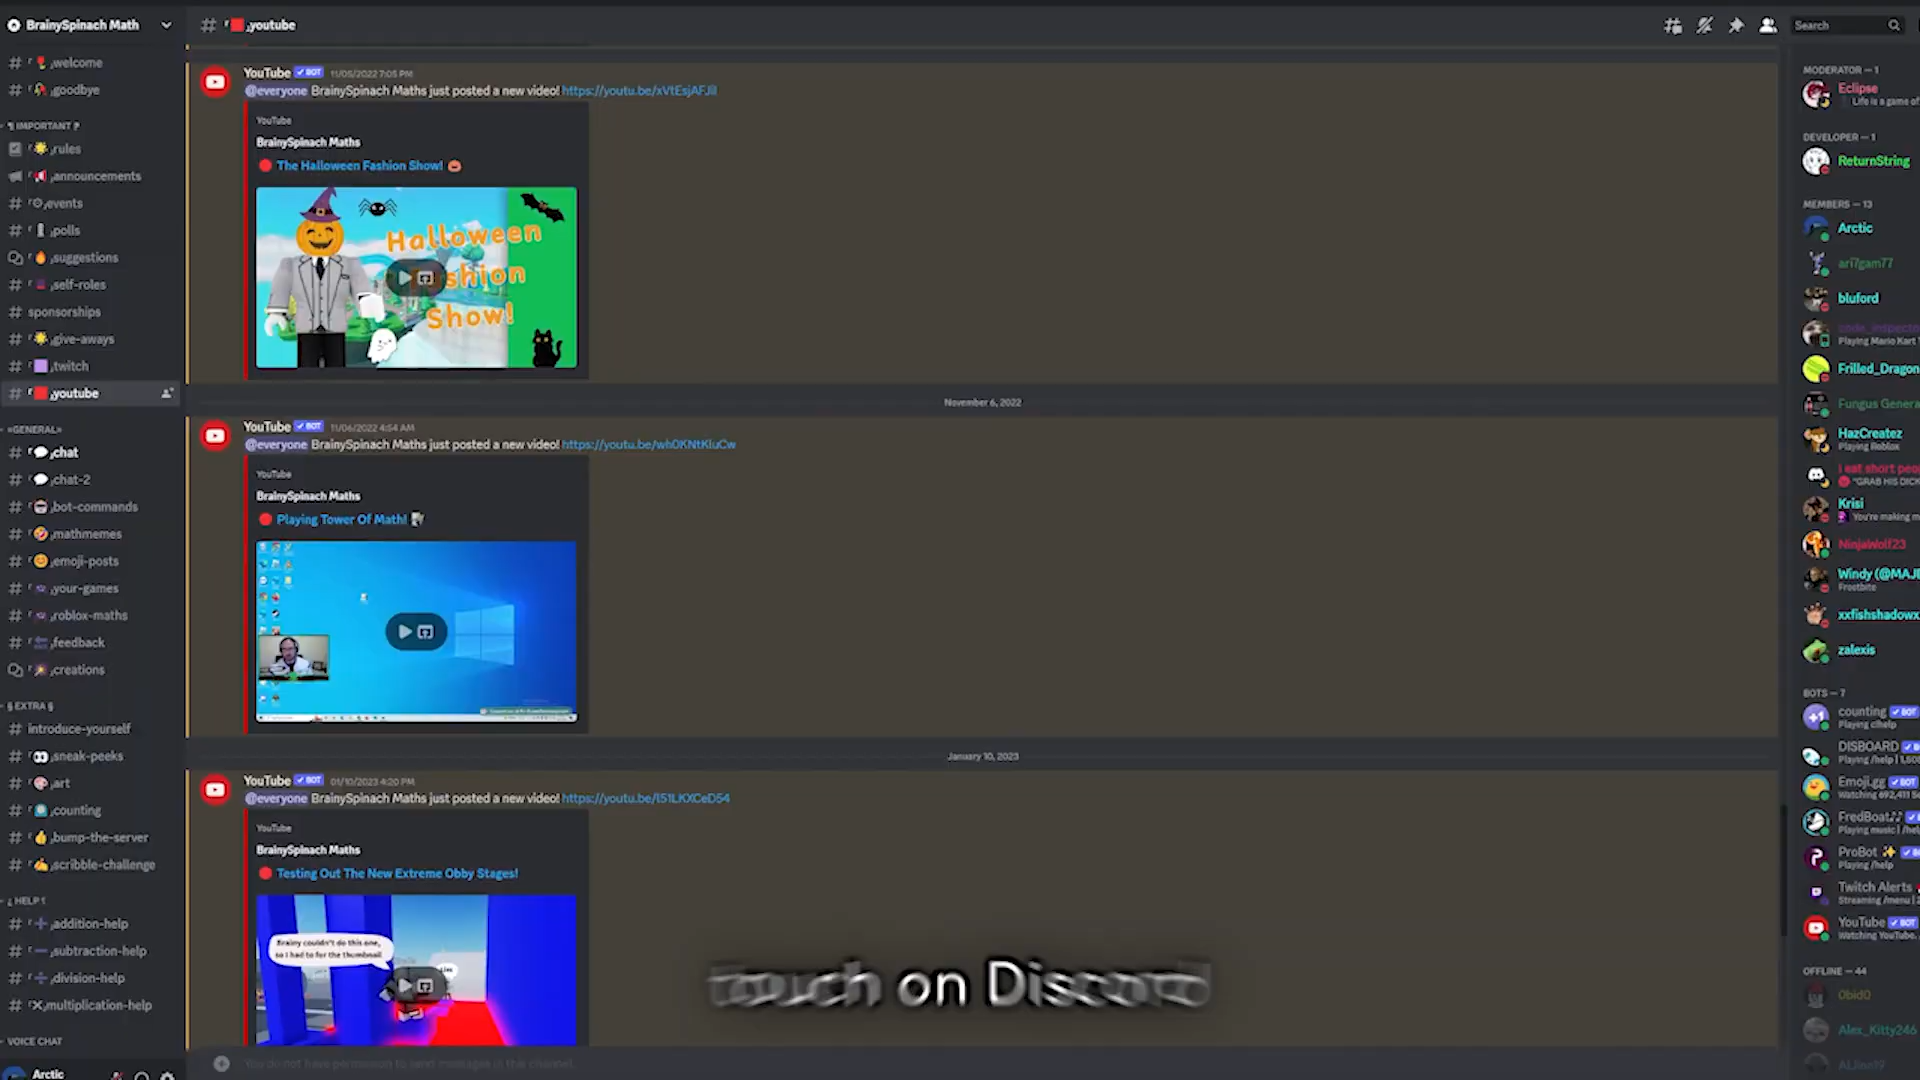 BrainySpinach Math
welcome
goodbye
IMPORTANT
rules
announcements
events
polls
suggestions
self-roles
sponsorships
give-aways
twitch
youtube
«GENERAL»
chat
chat-2
bot-commands
mathmemes
emoji-posts
your-games
roblox-maths
feedback
creations
§ EXTRA §
introduce-yourself
sneak-peeks
art
counting
bump-the-server
scribble-challenge
HELP
addition-help
subtraction-help
division-help
multiplication-help
VOICE CHAT
Arctic
youtube
Search
YouTube BOT 11/05/2022 7:05 PM
@everyone BrainySpinach Maths just posted a new video!
YouTube
BrainySpinach Maths
The Halloween Fashion Show!
Halloween
Fashion
Show!
November 6, 2022
YouTube BOT 11/06/2022 4:54 AM
@everyone BrainySpinach Maths just posted a new video! https://youtu.be/wh0KNtKluCw
YouTube
BrainySpinach Maths
Playing Tower Of Math!
January 10, 2023
YouTube BOT 01/10/2023 4:20 PM
@everyone BrainySpinach Maths just posted a new video! https://youtu.be/l51LKXCeD54
YouTube
BrainySpinach Maths
Testing Out The New Extreme Obby Stages!
Brainy couldn't do this one,
so I had to for the thumbnail
touch on Discord
You do not have permission to send messages in this channel.
MODERATOR — 1
Eclipse
Life is a game of
DEVELOPER — 1
ReturnString
MEMBERS — 13
Arctic
ari7gam77
bluford
code_inspecto
Playing Mario Kart
Frilled_Dragon
Fungus Genera
HazCreatez
Playing Roblox
i eat short peo
"GRAB HIS DICK
Krisi
You're making m
NinjaWolf23
Windy (@MAJE
Frostbite
xxfishshadowx
zalexis
BOTS — 7
counting BOT
Playing c!help
DISBOARD
Playing /help | 1,50
Emoji.gg BOT
Watching 692,411 Se
FredBoat♪♪
Playing music | /help
ProBot ✨
Playing /help
Twitch Alerts
Streaming /menu | 2
YouTube BOT
Watching YouTube.
OFFLINE — 44
0bid0
Alex_Kitty246